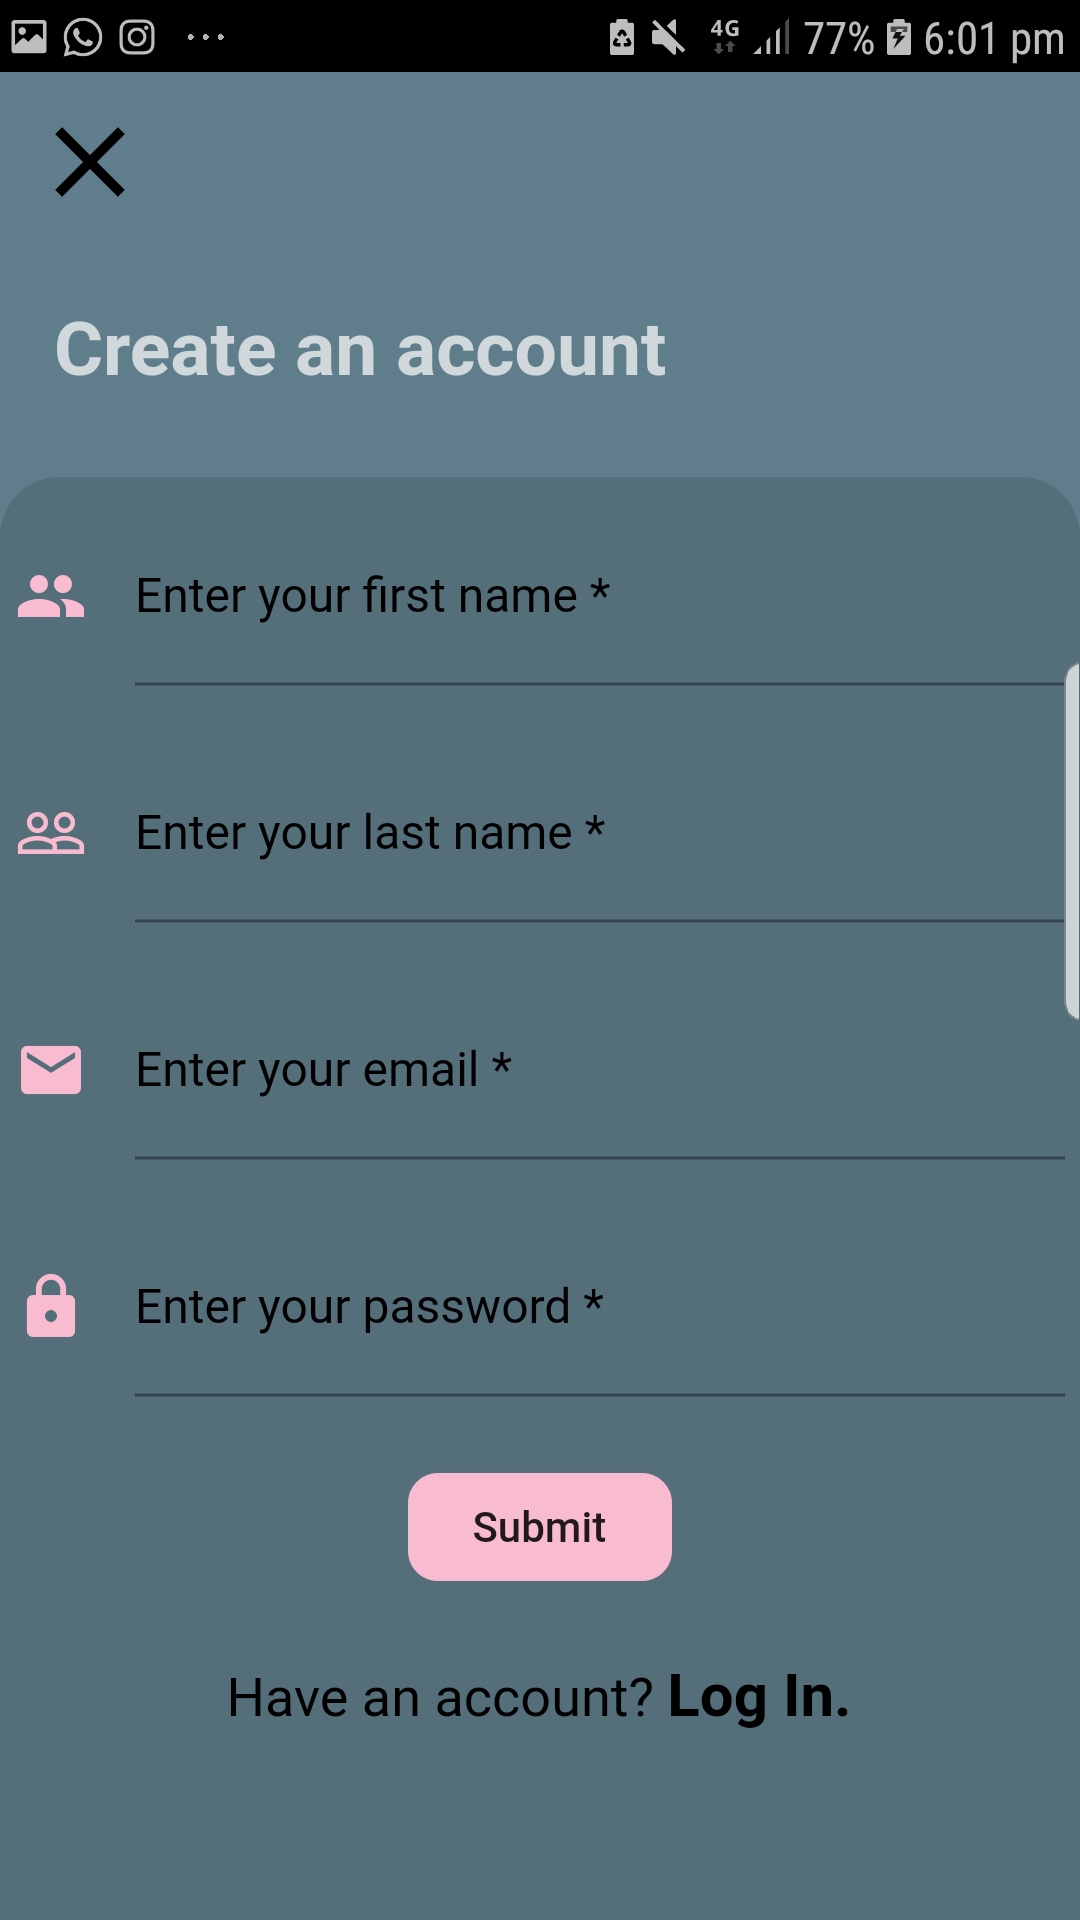 4G 77% 6:01 pm
Create an account
Enter your first name *
Enter your last name *
Enter your email *
Enter your password *
Submit
Have an account? Log In.